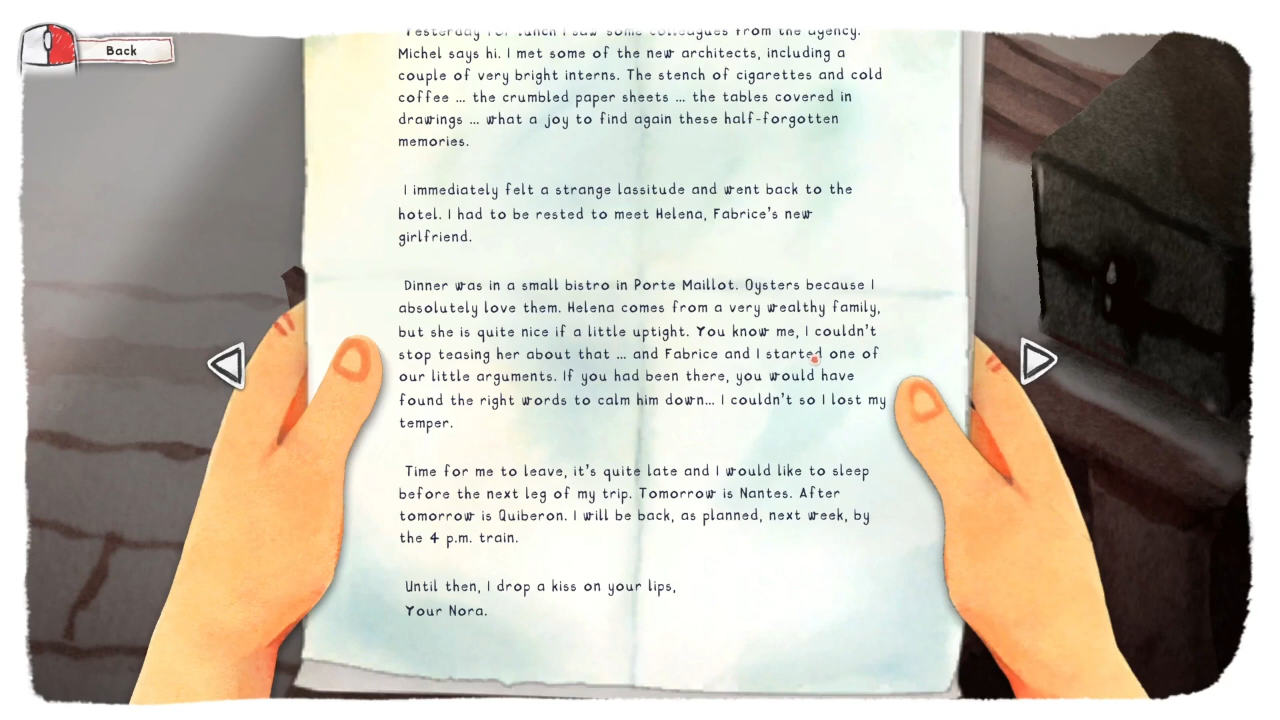 Back
Yesterday for lunch I saw some colleagues from the agency.
Michel says hi. I met some of the new architects, including a
couple of very bright interns. The stench of cigarettes and cold
coffee ... the crumbled paper sheets ... the tables covered in
drawings ... what a joy to find again these half-forgotten
memories.
I immediately felt a strange lassitude and went back to the
hotel. I had to be rested to meet Helena, Fabrice's new
girlfriend.
Dinner was in a small bistro in Porte Maillot. Oysters because I
absolutely love them. Helena comes from a very wealthy family,
but she is quite nice if a little uptight. You know me, I couldn't
stop teasing her about that ... and Fabrice and I started one of
our little arguments. If you had been there, you would have
found the right words to calm him down... I couldn't so I lost my
temper.
Time for me to leave, it's quite late and I would like to sleep
before the next leg of my trip. Tomorrow is Nantes. After
tomorrow is Quiberon. I will be back, as planned, next week, by
the 4 p.m. train.
Until then, I drop a kiss on your lips,
Your Nora.